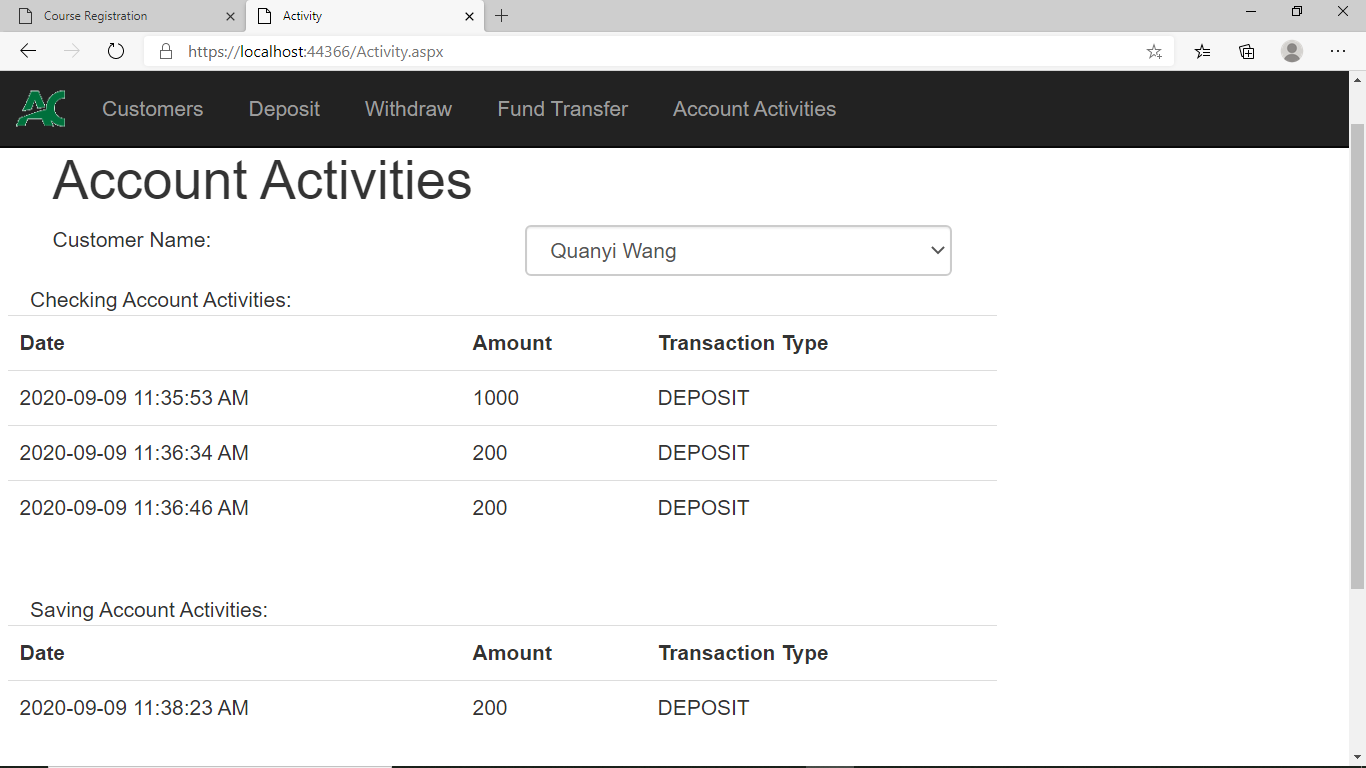 Course Registration
Activity
https://localhost:44366/Activity.aspx
AC Customers Deposit Withdraw Fund Transfer Account Activities
Account Activities
Customer Name: Quanyi Wang
Checking Account Activities:
Date Amount Transaction Type
2020-09-09 11:35:53 AM 1000 DEPOSIT
2020-09-09 11:36:34 AM 200 DEPOSIT
2020-09-09 11:36:46 AM 200 DEPOSIT
Saving Account Activities:
Date Amount Transaction Type
2020-09-09 11:38:23 AM 200 DEPOSIT